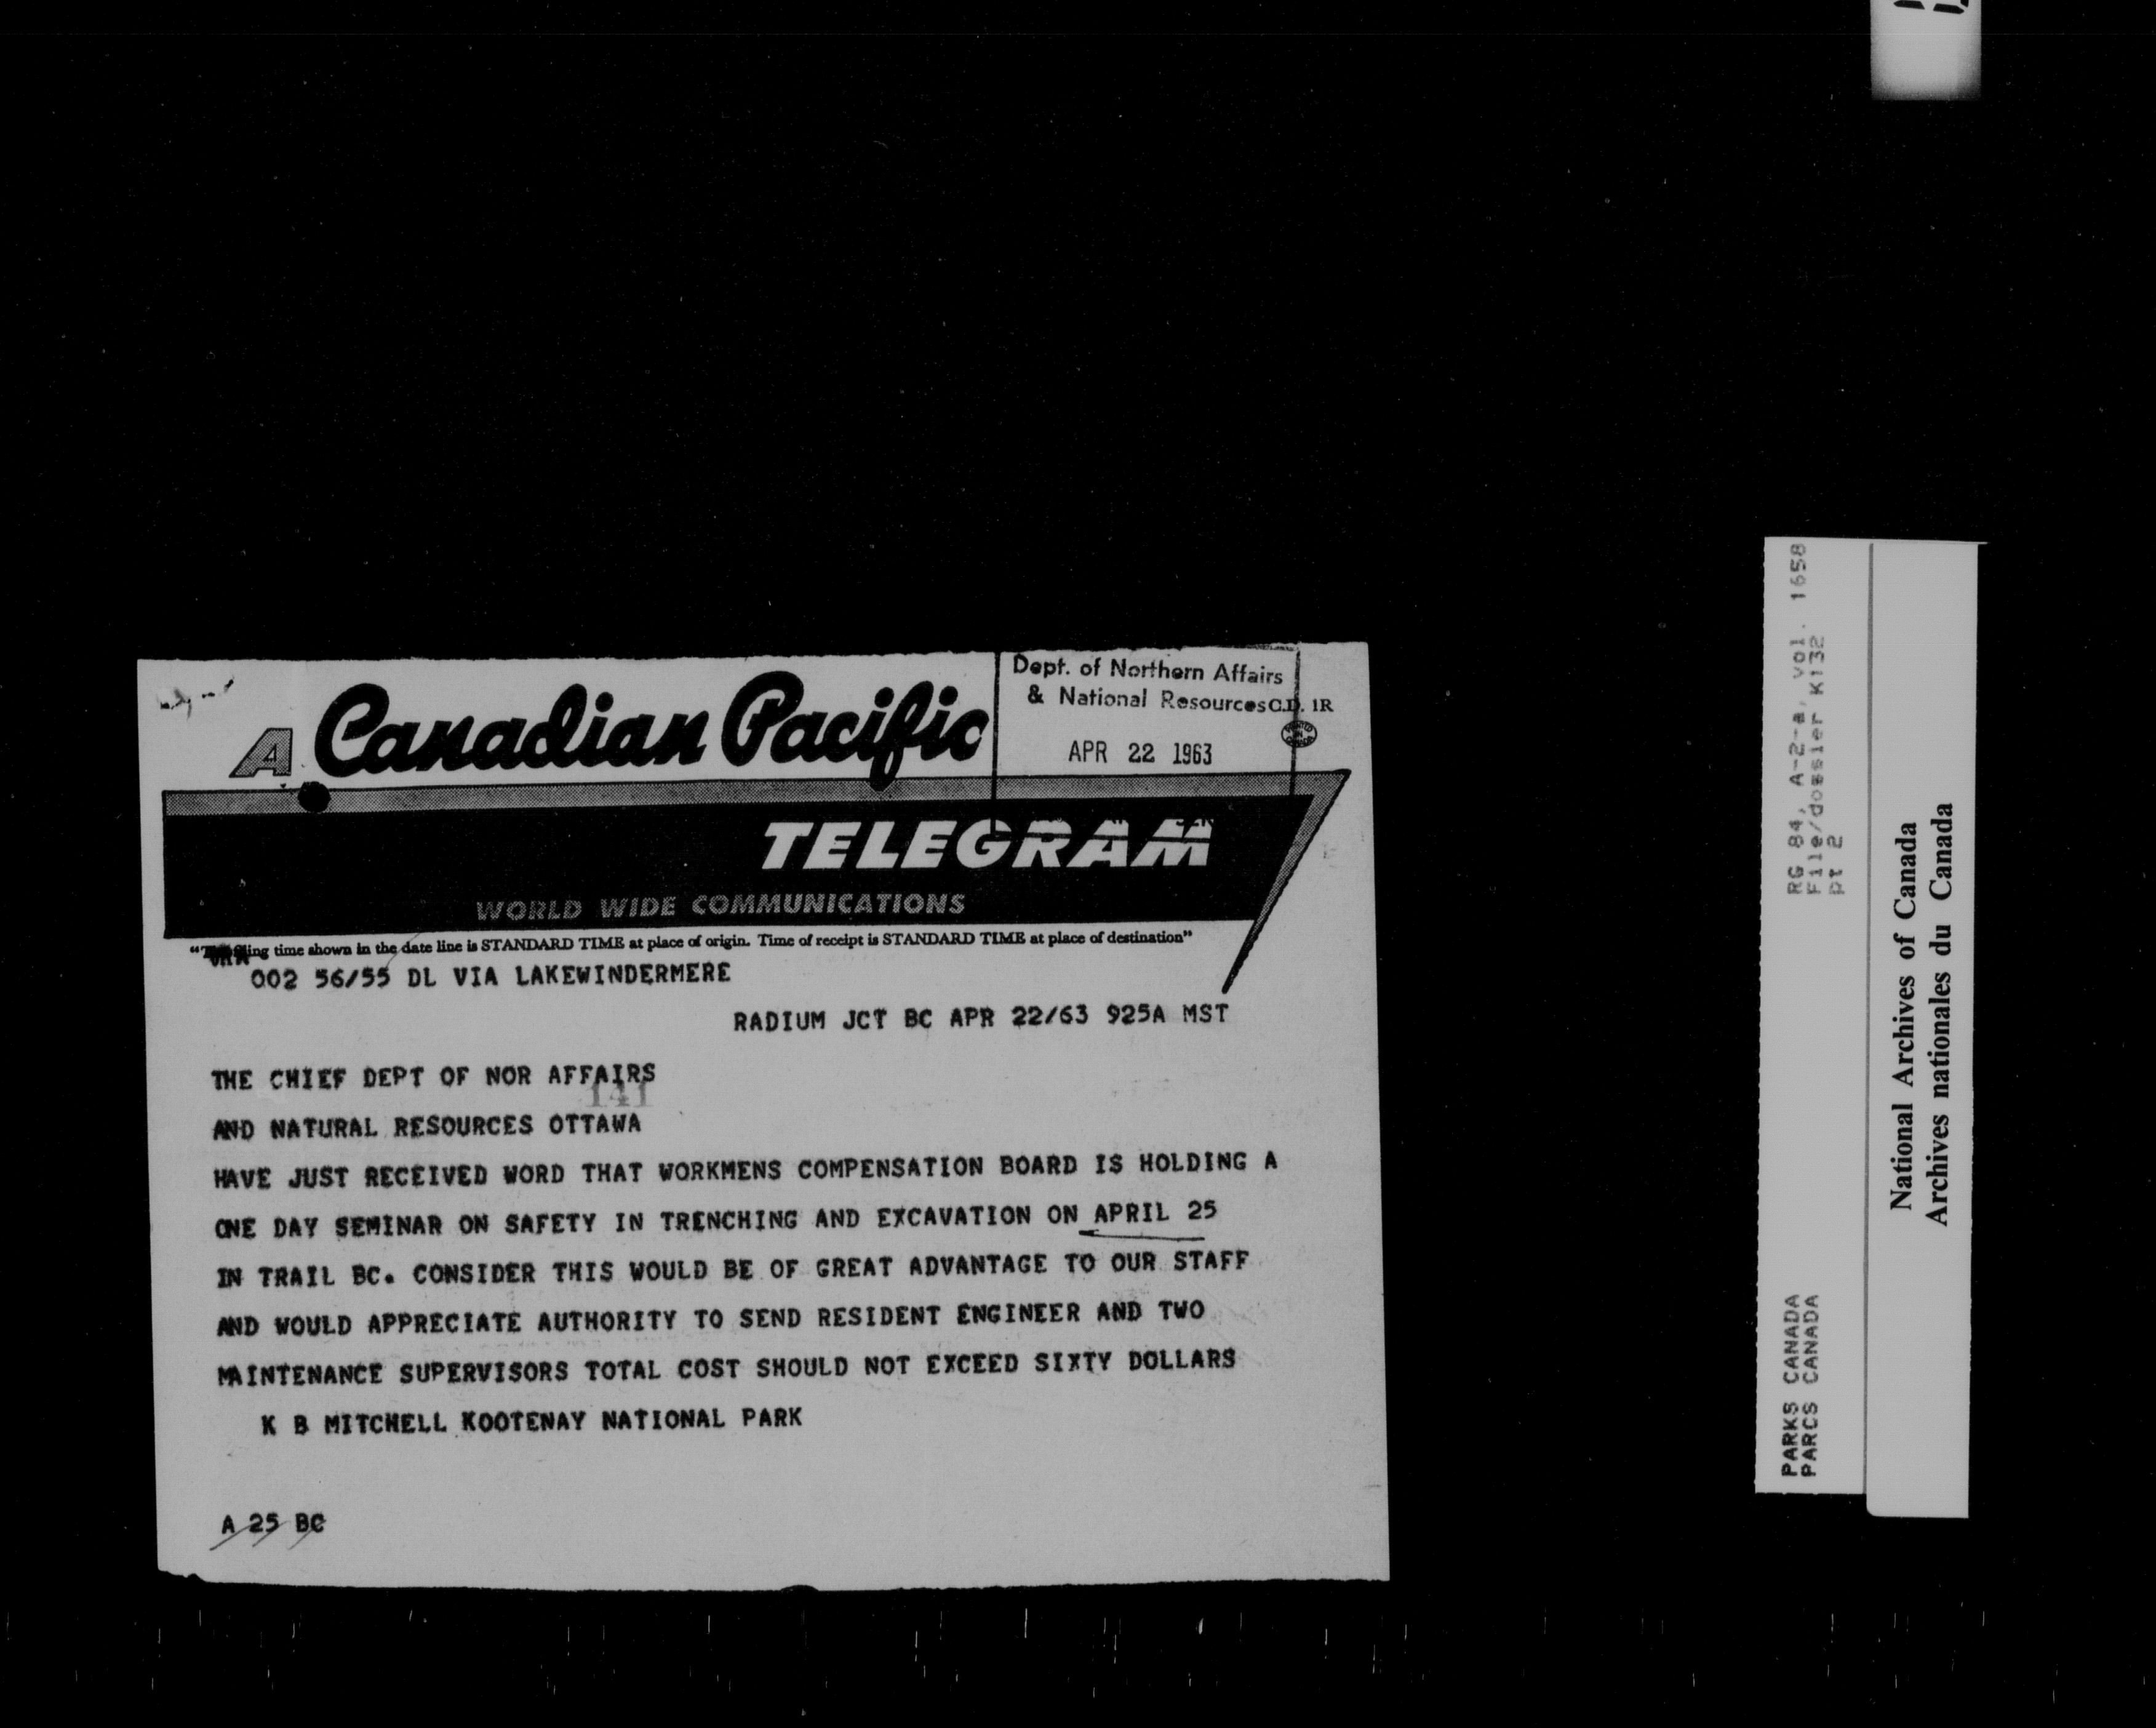 A Canadian Pacific
Dept. of Northern Affairs
& National Resources C.D. 1R
APR 22 1963
TELEGRAM
WORLD WIDE COMMUNICATIONS
time shown in the date line is STANDARD TIME at place of origin. Time of receipt is STANDARD TIME at place of destination”
002 56/55 DL VIA LAKEWINDERMERE
RADIUM JCT BC APR 22/63 925A MST
THE CHIEF DEPT OF NOR AFFAIRS
141
AND NATURAL RESOURCES OTTAWA
HAVE JUST RECEIVED WORD THAT WORKMENS COMPENSATION BOARD IS HOLDING A
ONE DAY SEMINAR ON SAFETY IN TRENCHING AND EXCAVATION ON APRIL 25
IN TRAIL BC. CONSIDER THIS WOULD BE OF GREAT ADVANTAGE TO OUR STAFF
AND WOULD APPRECIATE AUTHORITY TO SEND RESIDENT ENGINEER AND TWO
MAINTENANCE SUPERVISORS TOTAL COST SHOULD NOT EXCEED SIXTY DOLLARS
K B MITCHELL KOOTENAY NATIONAL PARK
A 25 BC
PARKS CANADA
PARCS CANADA
RG 84, A-2-a, vol. 1658
File/dossier K132
pt 2
National Archives of Canada
Archives nationales du Canada